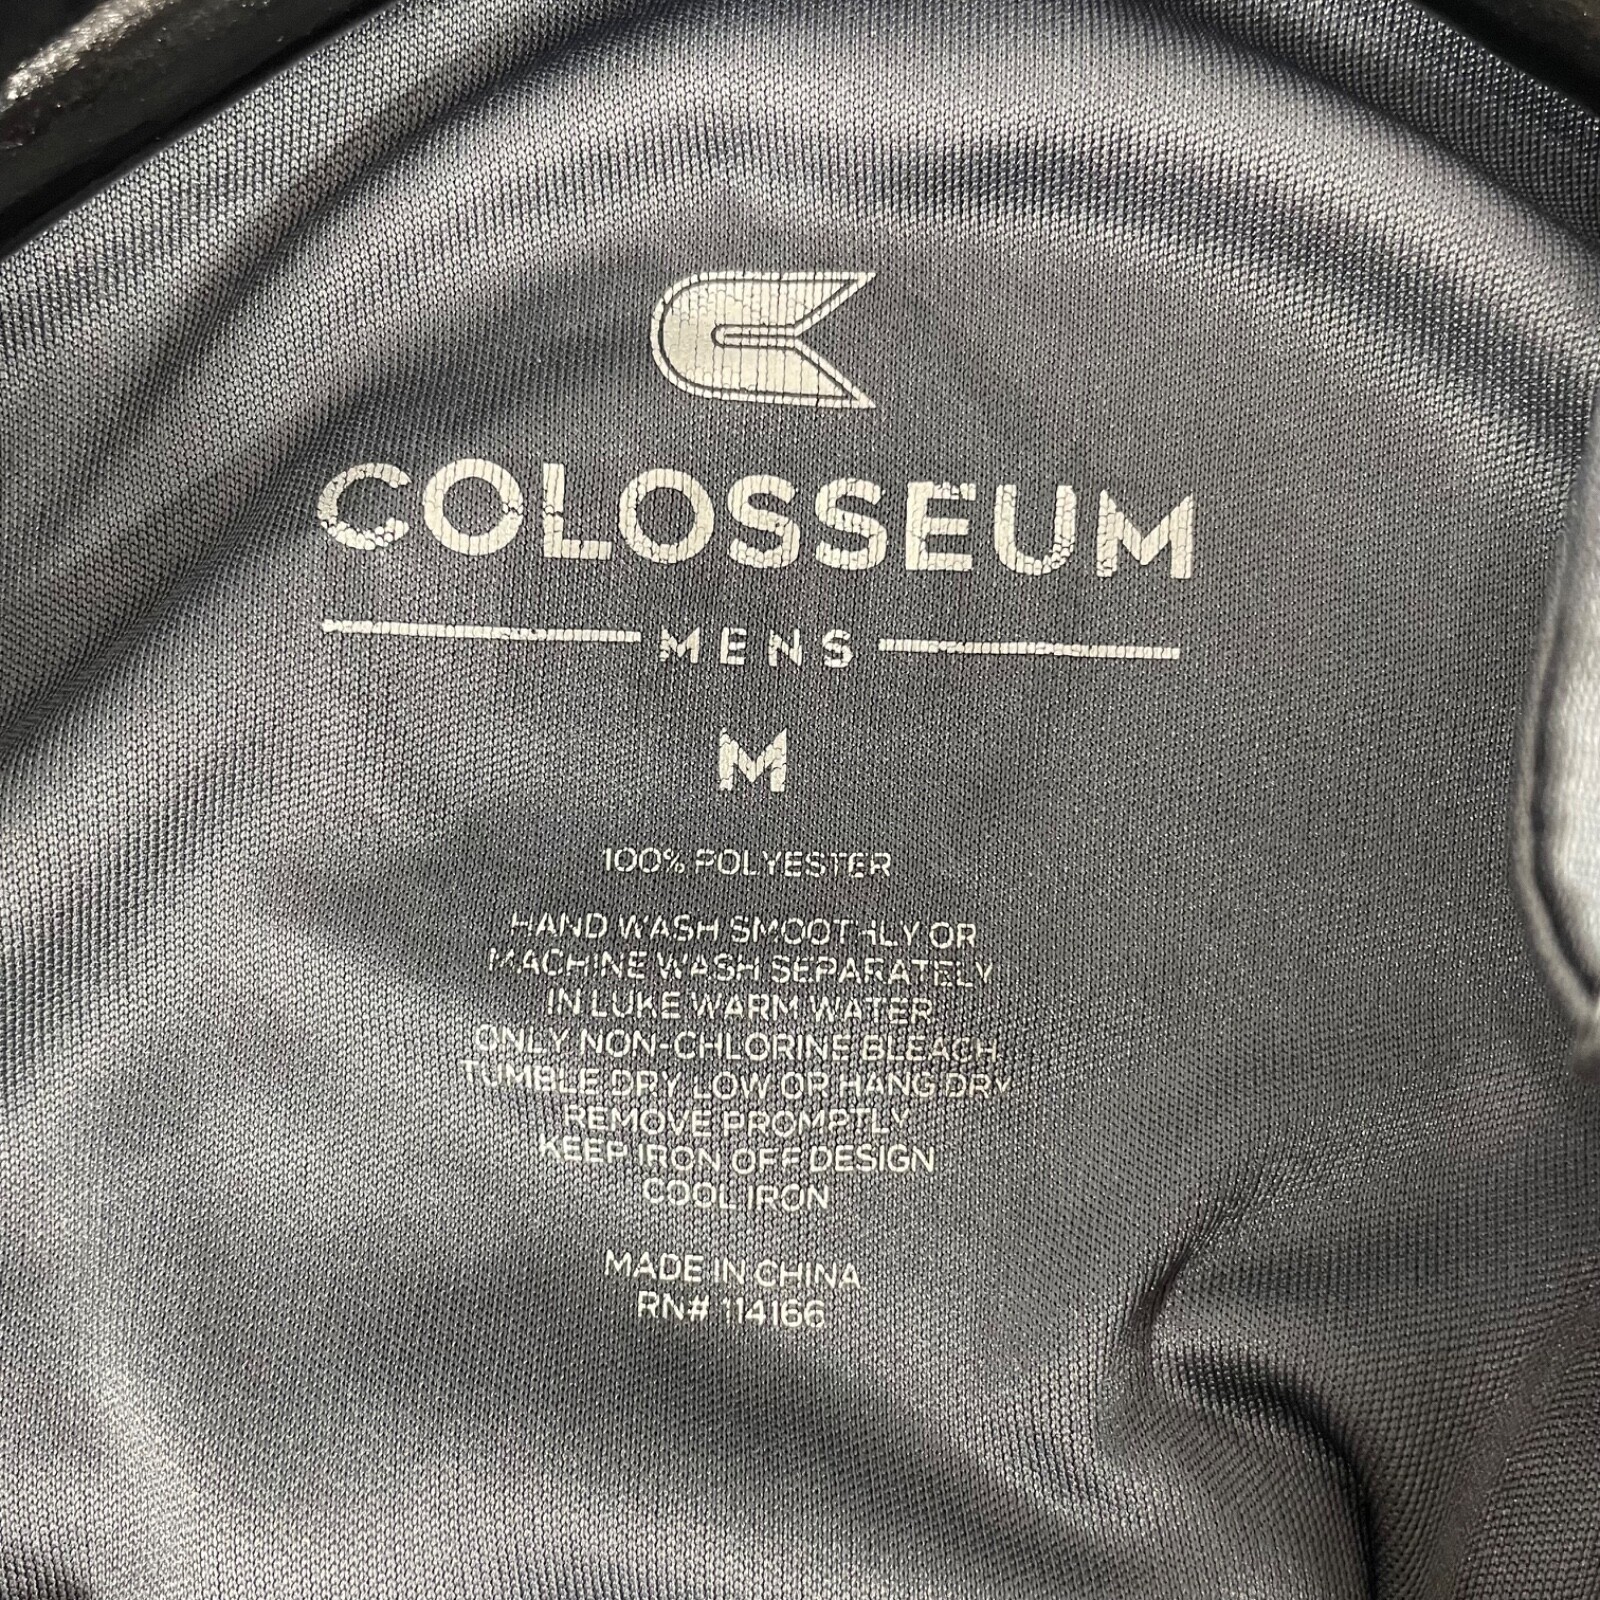 COLOSSEUM
MENS
M
100% POLYESTER
HAND WASH SMOOTHLY OR
MACHINE WASH SEPARATELY
IN LUKE WARM WATER
ONLY NON-CHLORINE BLEACH
TUMBLE DRY LOW OR HANG DRY
REMOVE PROMPTLY
KEEP IRON OFF DESIGN
COOL IRON
MADE IN CHINA
RN# 114166